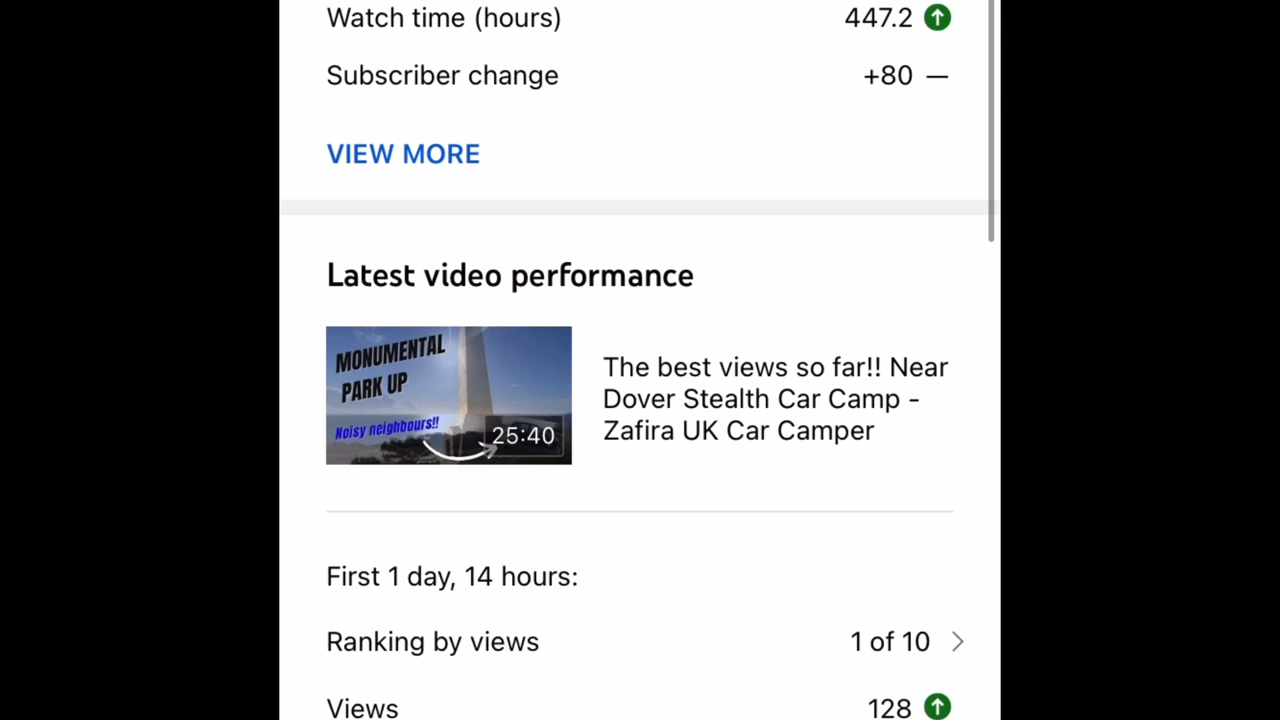 Watch time (hours) 447.2
Subscriber change +80 —
VIEW MORE
Latest video performance
MONUMENTAL
PARK UP
Noisy neighbours!!
25:40
The best views so far!! Near
Dover Stealth Car Camp -
Zafira UK Car Camper
First 1 day, 14 hours:
Ranking by views 1 of 10
Views 128